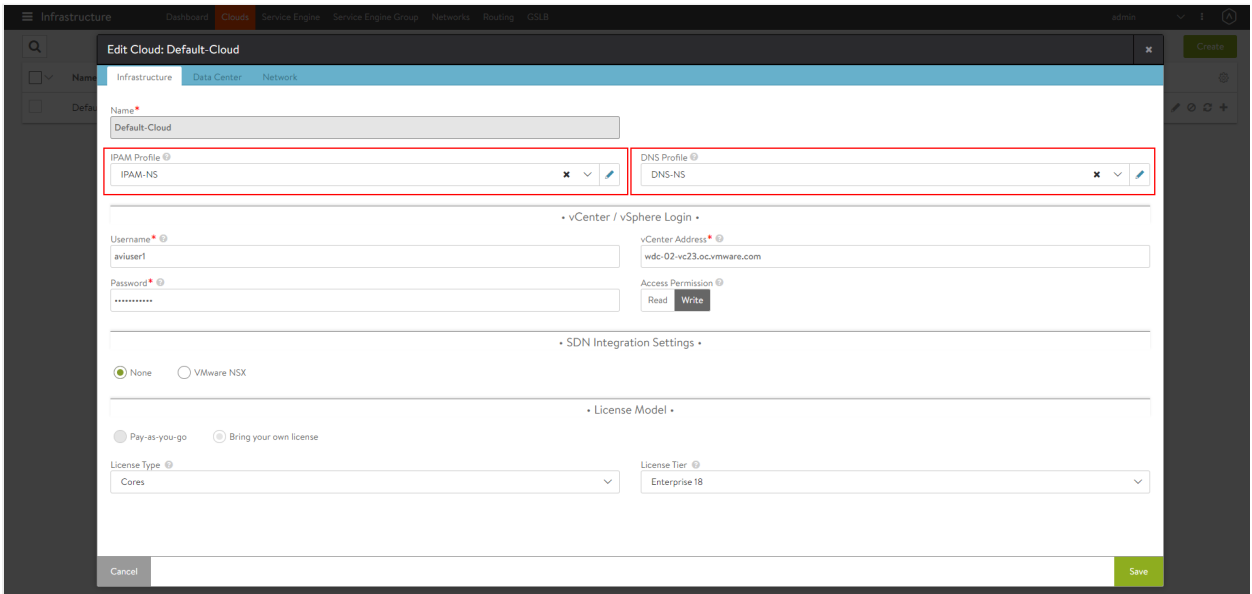 Infrastructure Dashboard Clouds Service Engine Service Engine Group Networks Routing GSLB admin
Create
Edit Cloud: Default-Cloud
Name
Infrastructure Data Center Network
Defau
Name*
Default-Cloud
IPAM Profile DNS Profile
IPAM-NS DNS-NS
• vCenter / vSphere Login •
Username* vCenter Address*
aviuser1 wdc-02-vc23.oc.vmware.com
Password* Access Permission
••••••••••• Read Write
• SDN Integration Settings •
None VMware NSX
• License Model •
Pay-as-you-go Bring your own license
License Type License Tier
Cores Enterprise 18
Cancel Save